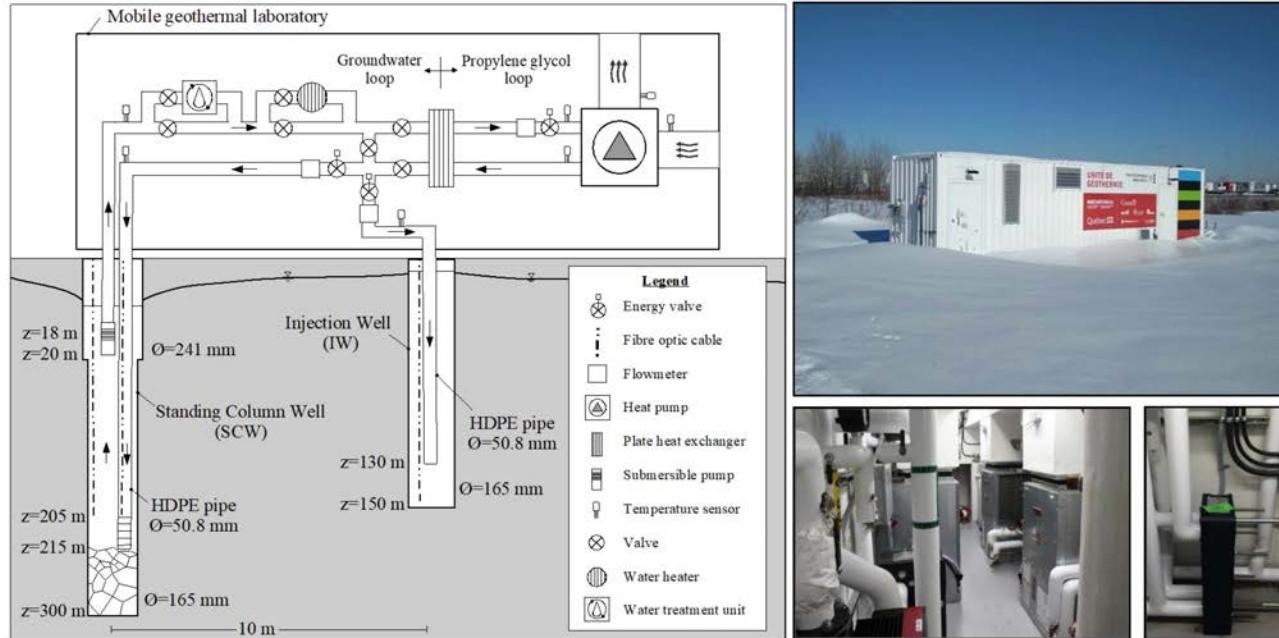 Mobile geothermal laboratory
Groundwater
loop
Propylene glycol
loop
z=18 m
z=20 m
Ø=241 mm
Standing Column Well
(SCW)
Injection Well
(IW)
HDPE pipe
Ø=50.8 mm
z=130 m
Ø=165 mm
z=150 m
HDPE pipe
Ø=50.8 mm
z=205 m
z=215 m
Ø=165 mm
z=300 m
10 m
Legend
Energy valve
Fibre optic cable
Flowmeter
Heat pump
Plate heat exchanger
Submersible pump
Temperature sensor
Valve
Water heater
Water treatment unit
UNITÉ DE
GÉOTHERMIE
Québec